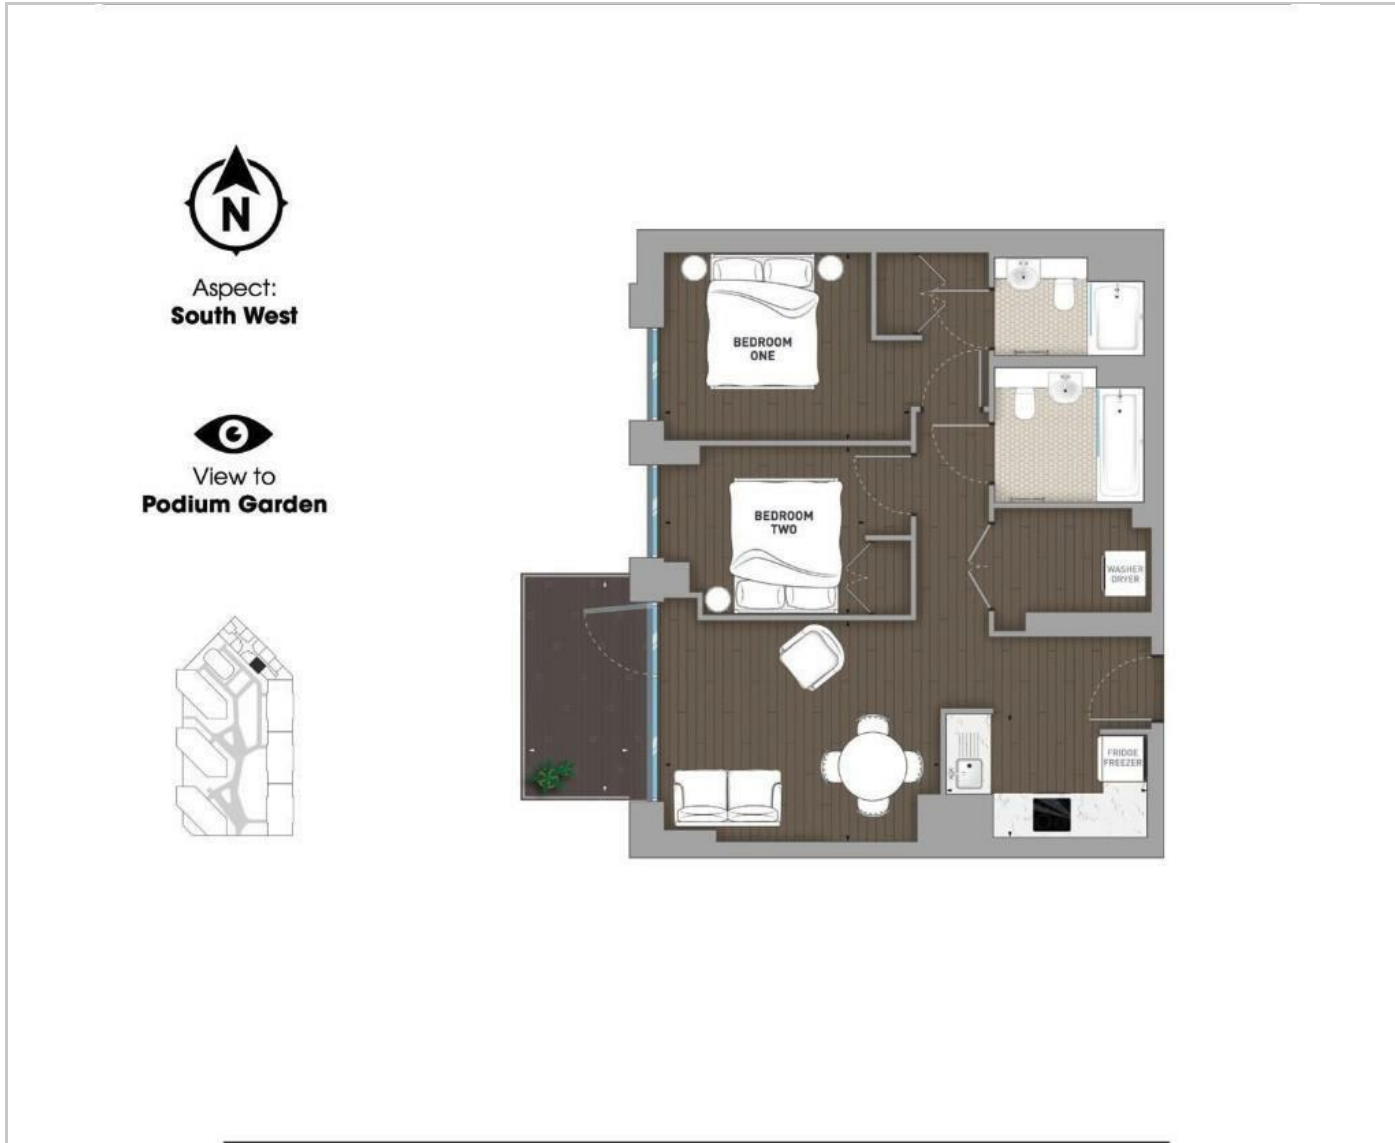 N
Aspect:
South West
View to
Podium Garden
BEDROOM
ONE
BEDROOM
TWO
WASHER
DRYER
FRIDGE
FREEZER